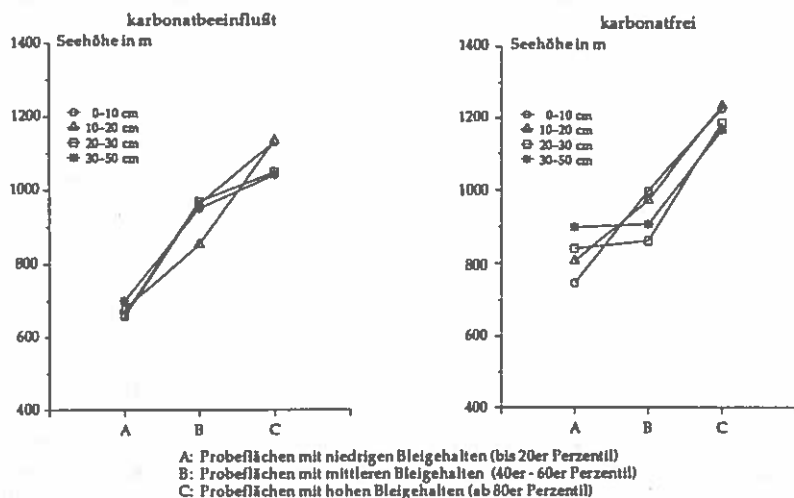 karbonatbeeinflußt
1400
Seehöhe in m
1200
0-10 cm
10-20 cm
20-30 cm
30-50 cm
1000
800
600
400
A
B
C
karbonatfrei
1400
Seehöhe in m
1200
0-10 cm
10-20 cm
20-30 cm
30-50 cm
1000
800
600
400
A
B
C
A: Probeflächen mit niedrigen Bleigehalten (bis 20er Perzentil)
B: Probeflächen mit mittleren Bleigehalten (40er - 60er Perzentil)
C: Probeflächen mit hohen Bleigehalten (ab 80er Perzentil)